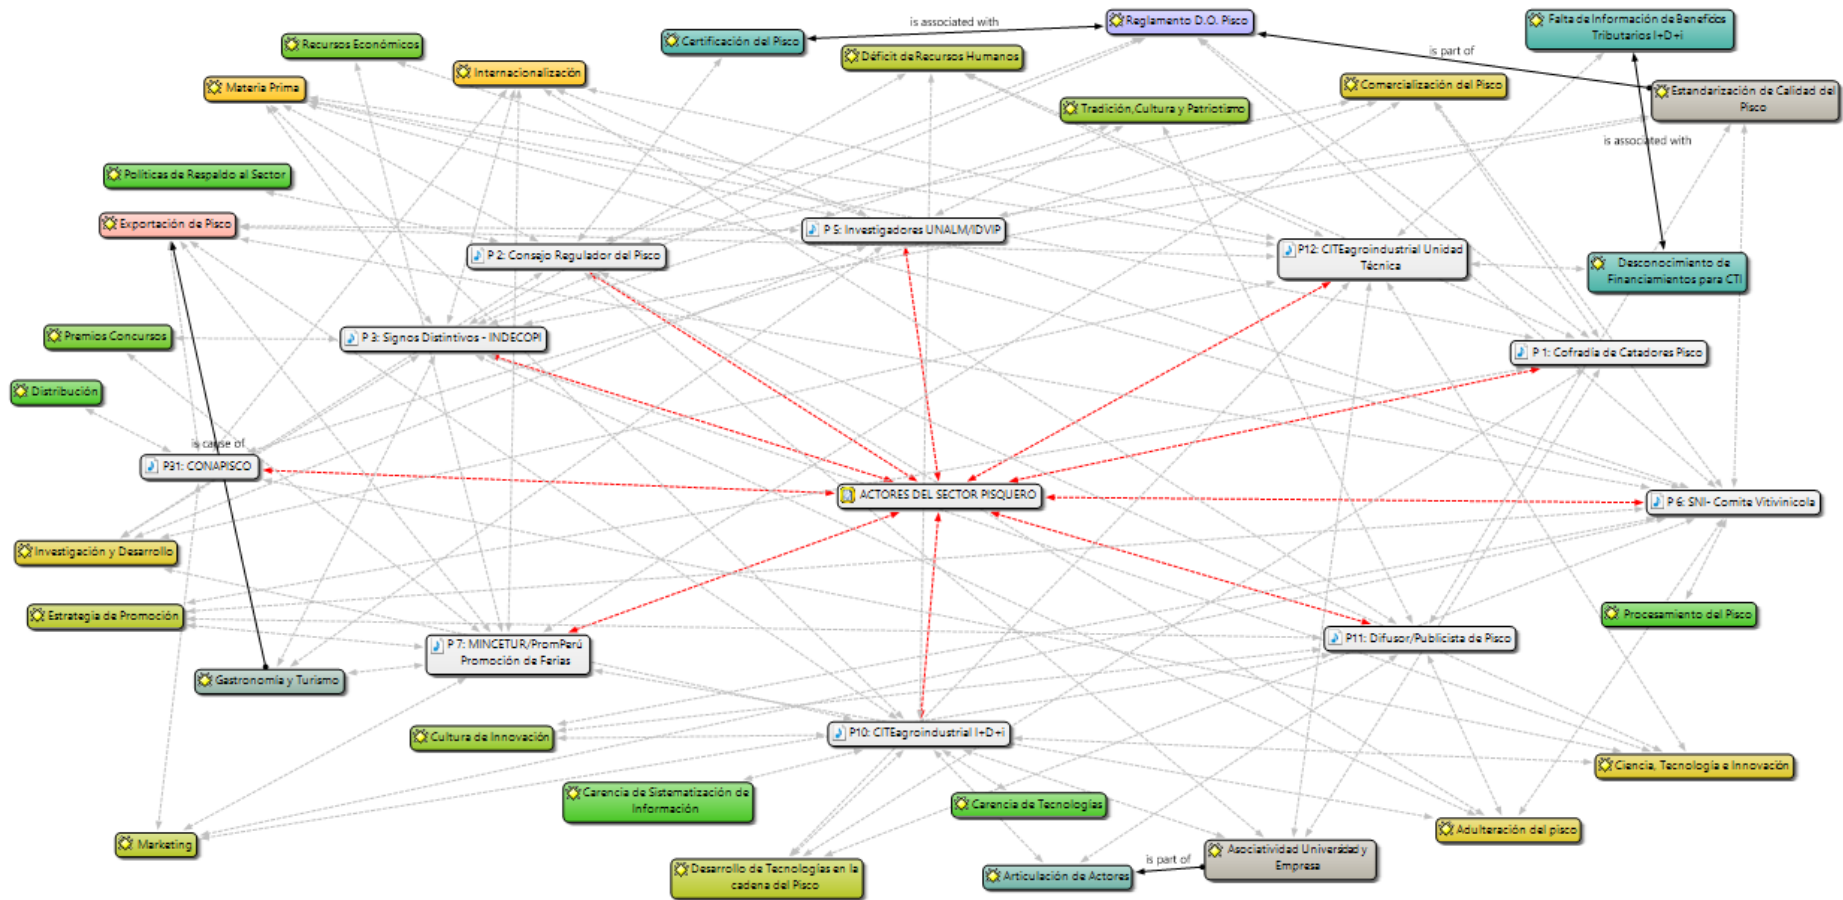 is associated with
Reglamento D.O. Pisco
Falta de Información de Beneficios
Tributarios I+D+i
Recursos Económicos
Certificación del Pisco
Déficit de Recursos Humanos
is part of
Internacionalización
Materia Prima
Comercialización del Pisco
Estandarización de Calidad del
Pisco
Tradición, Cultura y Patriotismo
is associated with
Políticas de Respaldo al Sector
Exportación de Pisco
P 5: Investigadores UNALM/IDVIP
P 2: Consejo Regulador del Pisco
P12: CITEagroindustrial Unidad
Técnica
Desconocimiento de
Financiamientos para CTI
Premios Concursos
P 3: Signos Distintivos - INDECOPI
P 1: Cofradía de Catadores Pisco
Distribución
is cause of
P31: CONAPISCO
ACTORES DEL SECTOR PISQUERO
P 6: SNI- Comite Vitivinicola
Investigación y Desarrollo
Estrategia de Promoción
Procesamiento del Pisco
P 7: MINCETUR/PromPerú
Promoción de Ferias
P11: Difusor/Publicista de Pisco
Gastronomía y Turismo
Cultura de Innovación
P10: CITEagroindustrial I+D+i
Ciencia, Tecnología e Innovación
Carencia de Sistematización de
Información
Carencia de Tecnologías
Adulteración del pisco
Marketing
Asociatividad Universidad y
Empresa
is part of
Desarrollo de Tecnologías en la
cadena del Pisco
Articulación de Actores